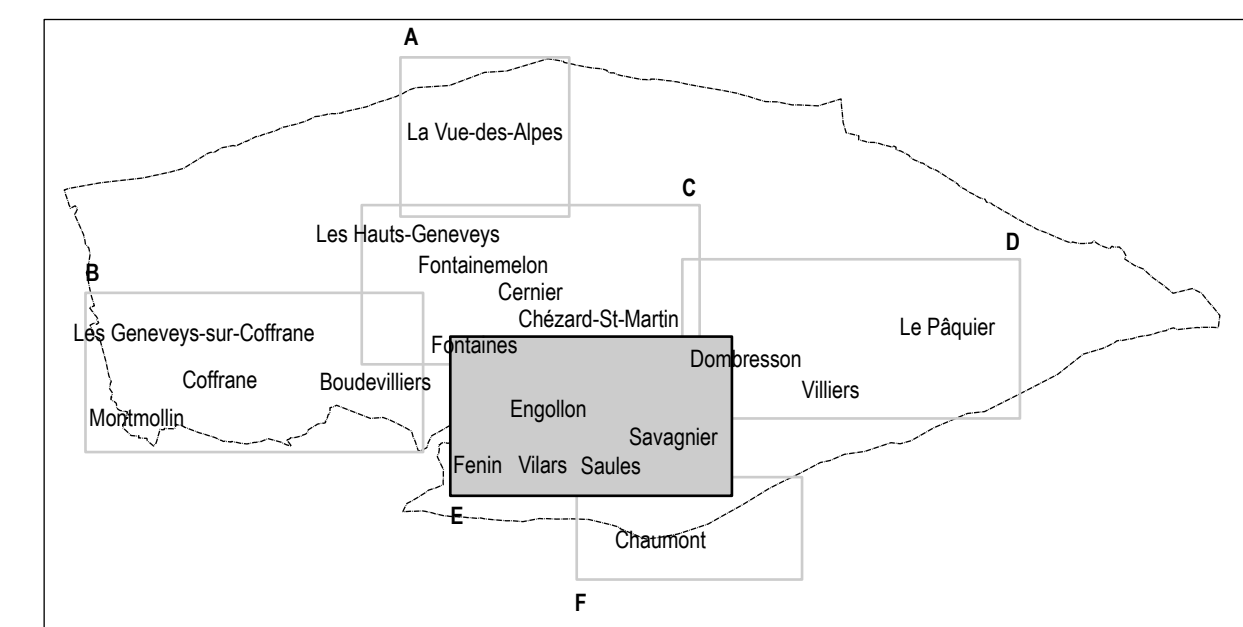 A
La Vue-des-Alpes
C
Les Hauts-Geneveys
D
Fontainemelon
B
Cernier
Chézard-St-Martin
Le Pâquier
Les Geneveys-sur-Coffrane
Fontaines
Dombresson
Coffrane
Boudevilliers
Villiers
Engollon
Montmollin
Savagnier
Fenin
Vilars
Saules
E
Chaumont
F